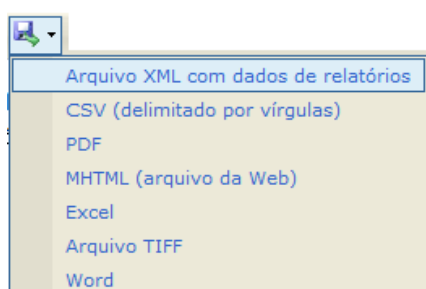 Arquivo XML com dados de relatórios
CSV (delimitado por vírgulas)
PDF
MHTML (arquivo da Web)
Excel
Arquivo TIFF
Word